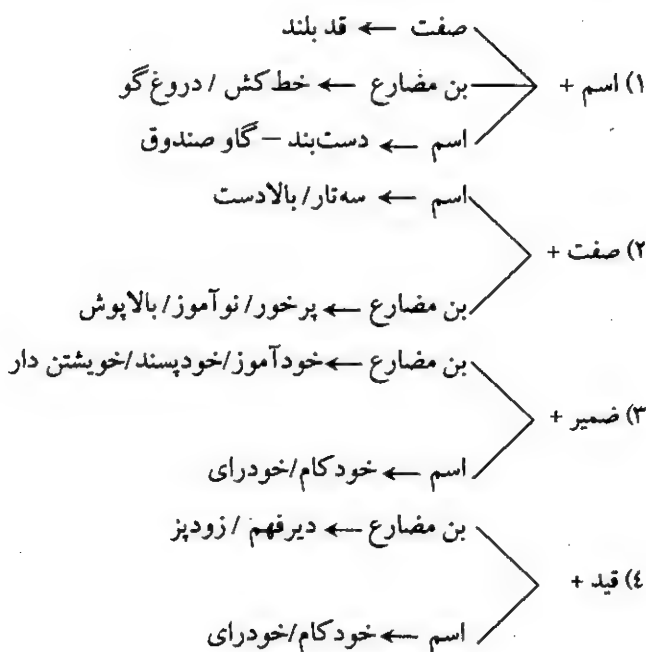 صفت ← قد بلند
۱) اسم + بن مضارع ← خط‌کش / دروغ‌گو
اسم ← دست‌بند – گاو صندوق
اسم ← سه‌تار/ بالادست
۲) صفت +
بن مضارع ← پرخور/ نوآموز/ بالاپوش
بن مضارع ← خودآموز/خودپسند/خویشتن دار
۳) ضمیر +
اسم ← خودکام/خودرای
بن مضارع ← دیرفهم / زودپز
٤) قید +
اسم ← خودکام/خودرای